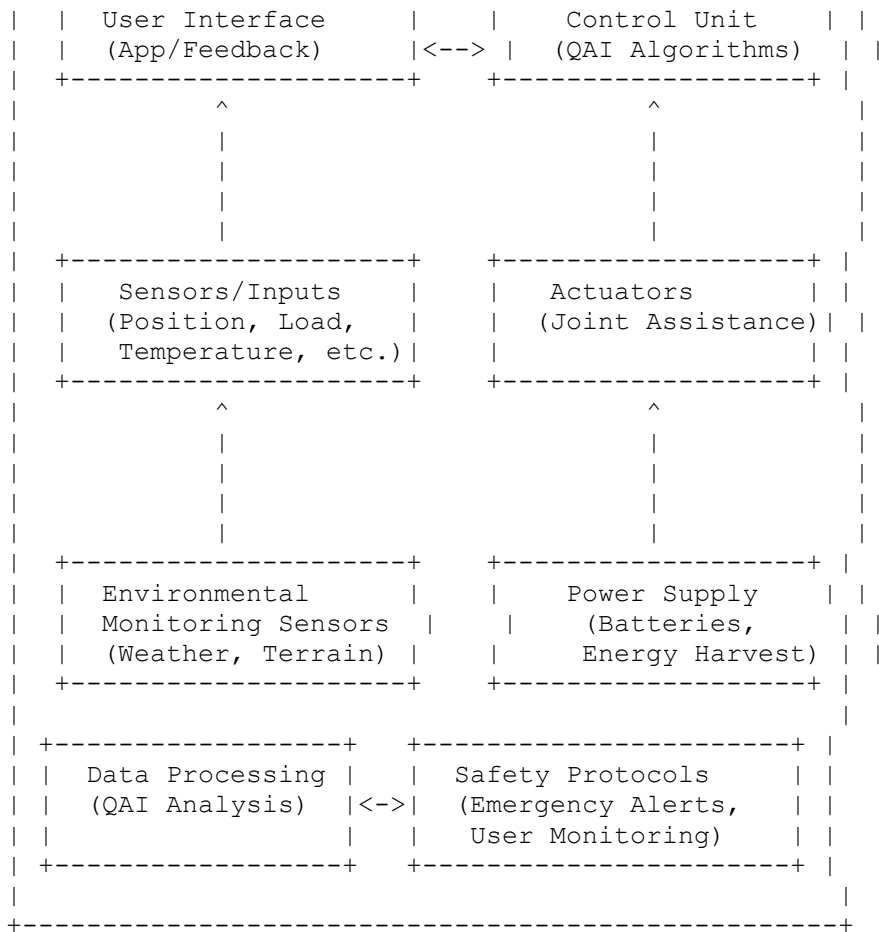 |  |  User Interface     |    |    Control Unit    | |
|  |  (App/Feedback)     |<--> |  (QAI Algorithms)  | |
|  +---------------------+    +-------------------+ |
|            ^                          ^            |
|            |                          |            |
|            |                          |            |
|            |                          |            |
|            |                          |            |
|  +---------------------+    +-------------------+ |
|  |   Sensors/Inputs    |    |   Actuators       | |
|  |  (Position, Load,   |    |  (Joint Assistance)| |
|  |   Temperature, etc.)|    |                   | |
|  +---------------------+    +-------------------+ |
|            ^                          ^            |
|            |                          |            |
|            |                          |            |
|            |                          |            |
|            |                          |            |
|  +---------------------+    +-------------------+ |
|  |  Environmental      |    |    Power Supply    | |
|  |  Monitoring Sensors  |    |    (Batteries,      | |
|  |  (Weather, Terrain) |    |     Energy Harvest) | |
|  +---------------------+    +-------------------+ |
|                                                   |
| +------------------+   +-----------------------+ |
| |  Data Processing |   |  Safety Protocols     | |
| |  (QAI Analysis)  |<->|  (Emergency Alerts,   | |
| |                  |   |   User Monitoring)    | |
| +------------------+   +-----------------------+ |
|                                                   |
+---------------------------------------------------+